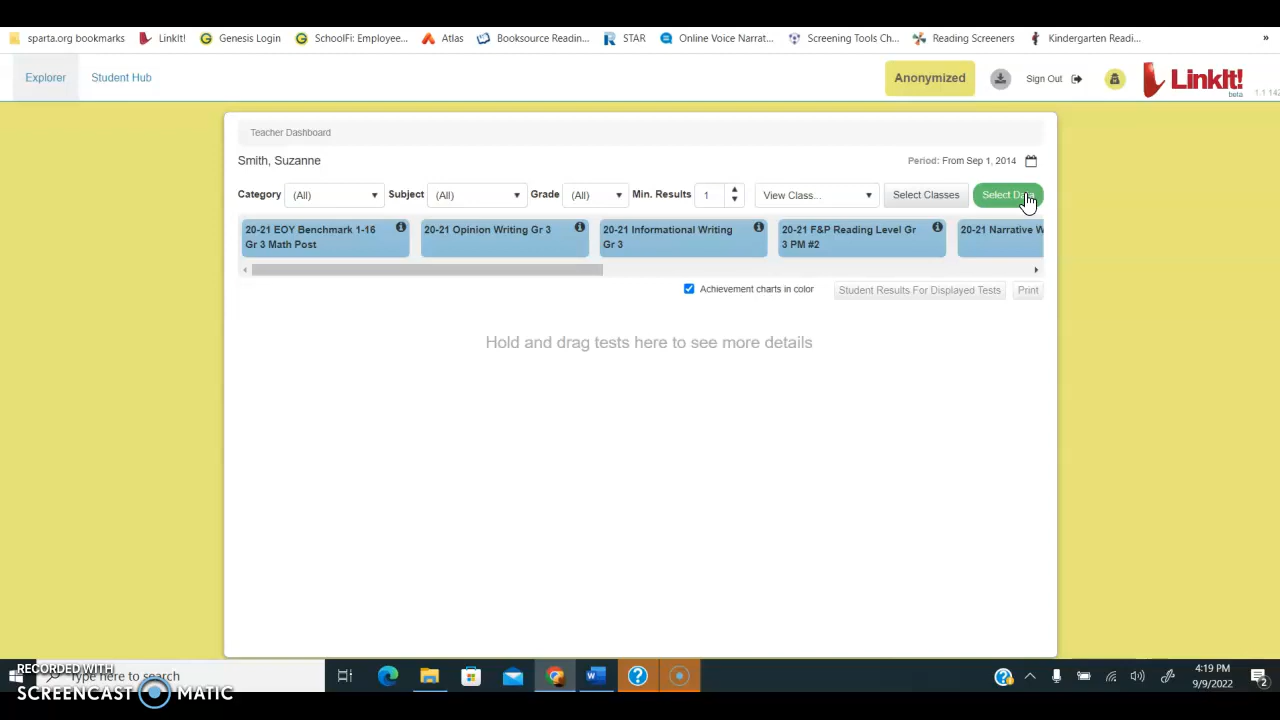 sparta.org bookmarks LinkIt! Genesis Login SchoolFi: Employee... Atlas Booksource Readin... STAR Online Voice Narrat... Screening Tools Ch... Reading Screeners Kindergarten Readi... »
Explorer Student Hub Anonymized Sign Out LinkIt!
beta 1.1 142
Teacher Dashboard
Smith, Suzanne Period: From Sep 1, 2014
Category (All) Subject (All) Grade (All) Min. Results 1 View Class... Select Classes Select Data
20-21 EOY Benchmark 1-16 20-21 Opinion Writing Gr 3 20-21 Informational Writing 20-21 F&P Reading Level Gr 20-21 Narrative W
Gr 3 Math Post Gr 3 3 PM #2
Achievement charts in color Student Results For Displayed Tests Print
Hold and drag tests here to see more details
RECORDED WITH
Type here to search
SCREENCAST MATIC
4:19 PM
9/9/2022
2